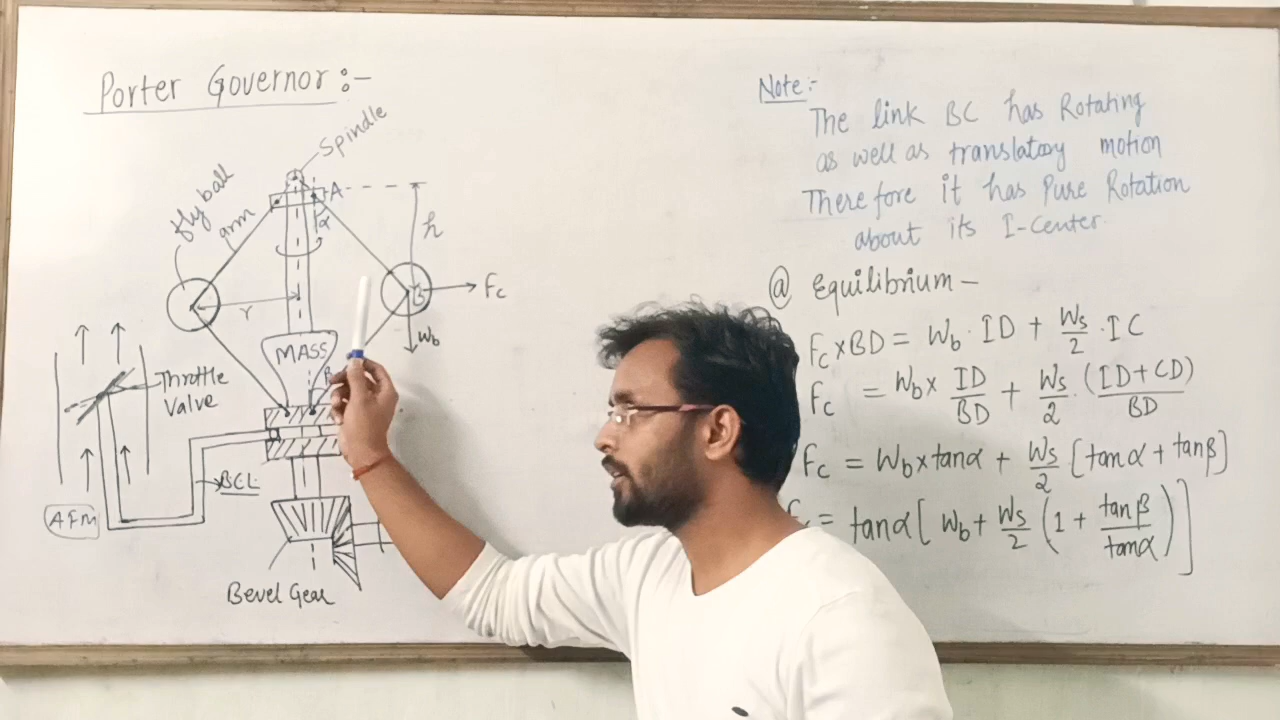 Porter Governor:-
Spindle
fly ball
arm
A
α
h
B
Fc
r
Wb
MASS
Throttle
Valve
BCL
AFM
Bevel Gear
Note:-
The link BC has Rotating
as well as translatory motion
Therefore it has Pure Rotation
about its I-Center.
@ Equilibrium -
Fc × BD = Wb · ID + Ws/2 · IC
Fc = Wb × ID/BD + Ws/2 · (ID + CD)/BD
Fc = Wb × tanα + Ws/2 [tanα + tanβ]
= tanα [ Wb + Ws/2 (1 + tanβ/tanα) ]